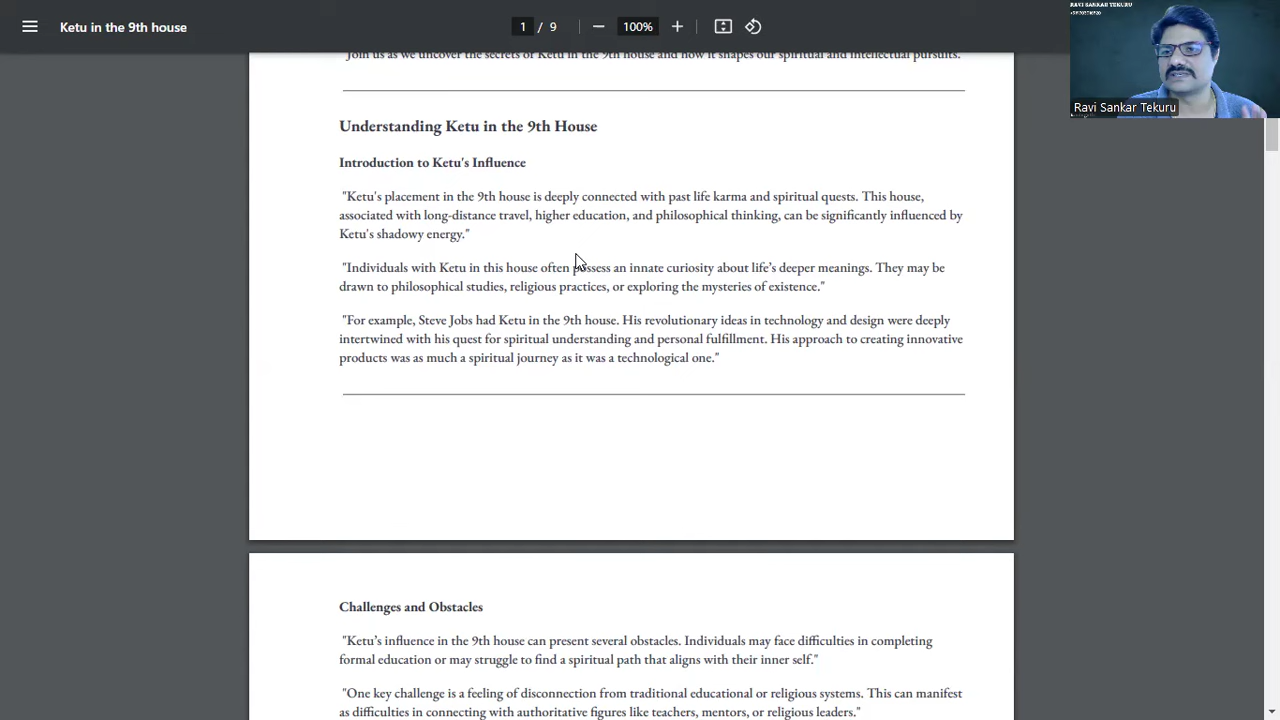 Ketu in the 9th house
1 / 9
100%
RAVI SANKAR TEKURU
Ravi Sankar Tekuru
"Join us as we uncover the secrets of Ketu in the 9th house and how it shapes our spiritual and intellectual pursuits."
Understanding Ketu in the 9th House
Introduction to Ketu's Influence
"Ketu's placement in the 9th house is deeply connected with past life karma and spiritual quests. This house,
associated with long-distance travel, higher education, and philosophical thinking, can be significantly influenced by
Ketu's shadowy energy."
"Individuals with Ketu in this house often possess an innate curiosity about life’s deeper meanings. They may be
drawn to philosophical studies, religious practices, or exploring the mysteries of existence."
"For example, Steve Jobs had Ketu in the 9th house. His revolutionary ideas in technology and design were deeply
intertwined with his quest for spiritual understanding and personal fulfillment. His approach to creating innovative
products was as much a spiritual journey as it was a technological one."
Challenges and Obstacles
"Ketu’s influence in the 9th house can present several obstacles. Individuals may face difficulties in completing
formal education or may struggle to find a spiritual path that aligns with their inner self."
"One key challenge is a feeling of disconnection from traditional educational or religious systems. This can manifest
as difficulties in connecting with authoritative figures like teachers, mentors, or religious leaders."